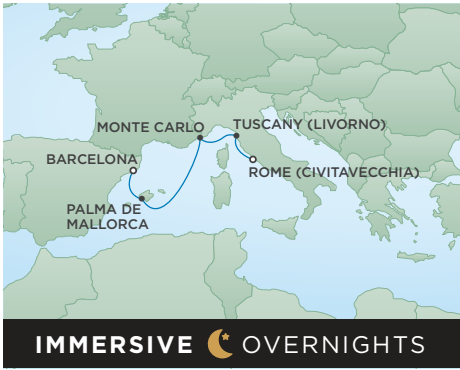 MONTE CARLO
TUSCANY (LIVORNO)
BARCELONA
ROME (CIVITAVECCHIA)
PALMA DE
MALLORCA
IMMERSIVE OVERNIGHTS